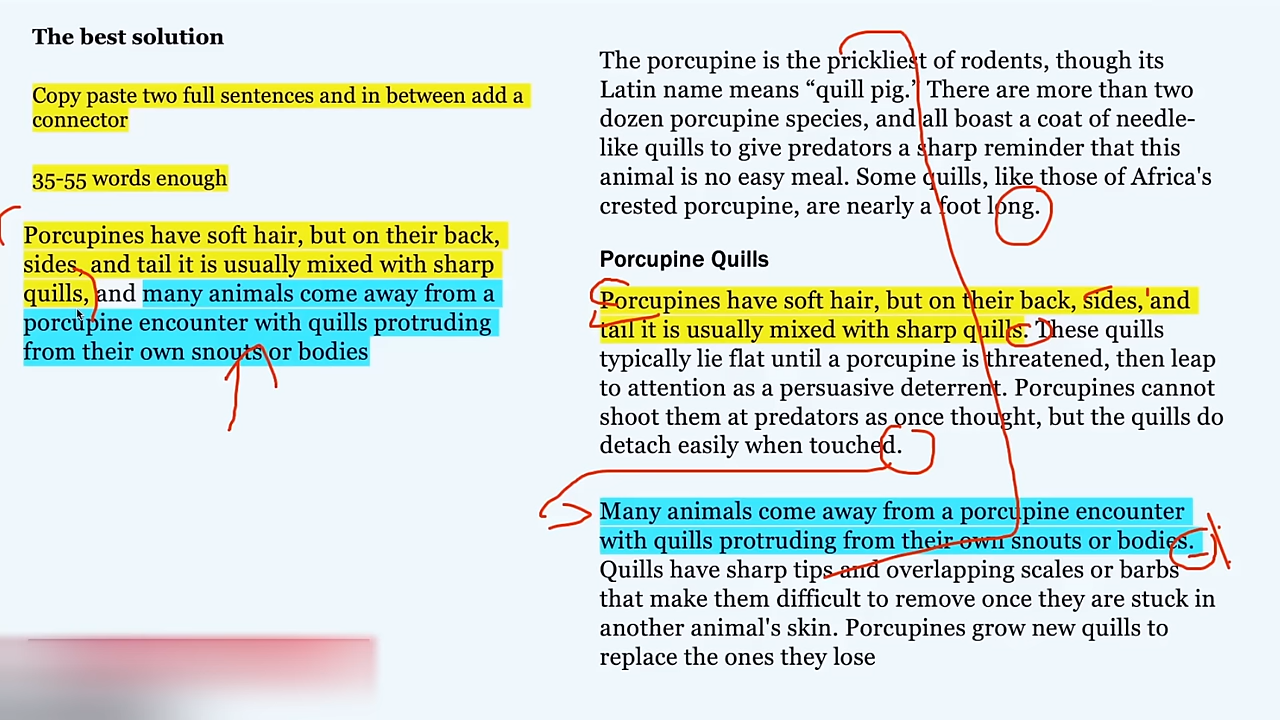 The best solution
Copy paste two full sentences and in between add a
connector
35-55 words enough
Porcupines have soft hair, but on their back,
sides, and tail it is usually mixed with sharp
quills, and many animals come away from a
porcupine encounter with quills protruding
from their own snouts or bodies
The porcupine is the prickliest of rodents, though its
Latin name means “quill pig.” There are more than two
dozen porcupine species, and all boast a coat of needle-
like quills to give predators a sharp reminder that this
animal is no easy meal. Some quills, like those of Africa's
crested porcupine, are nearly a foot long.
Porcupine Quills
Porcupines have soft hair, but on their back, sides, and
tail it is usually mixed with sharp quills. These quills
typically lie flat until a porcupine is threatened, then leap
to attention as a persuasive deterrent. Porcupines cannot
shoot them at predators as once thought, but the quills do
detach easily when touched.
Many animals come away from a porcupine encounter
with quills protruding from their own snouts or bodies.
Quills have sharp tips and overlapping scales or barbs
that make them difficult to remove once they are stuck in
another animal's skin. Porcupines grow new quills to
replace the ones they lose